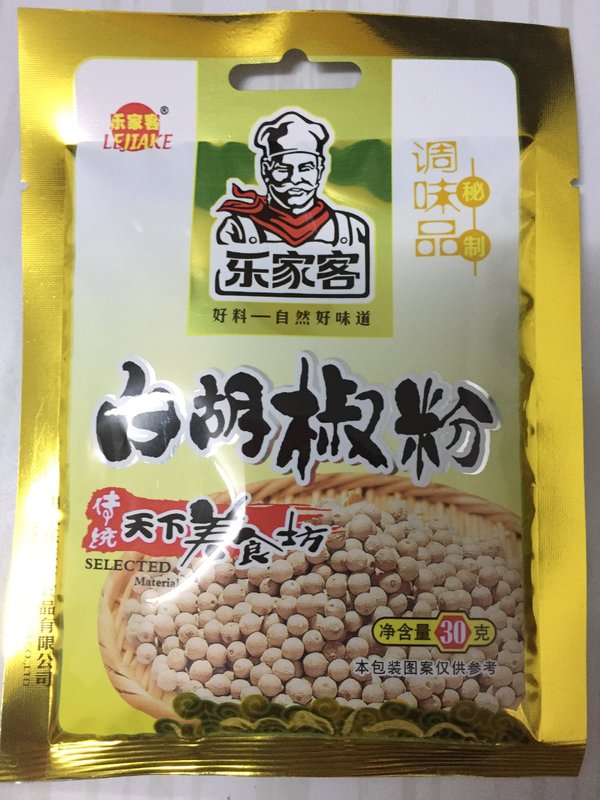 乐家客®
LEJIAKE
乐家客
好料—自然好味道
调味品
秘制
白胡椒粉
传统
天下美食坊
SELECTED
Material
净含量30克
本包装图案仅供参考
品有限公司
CO.,LTD